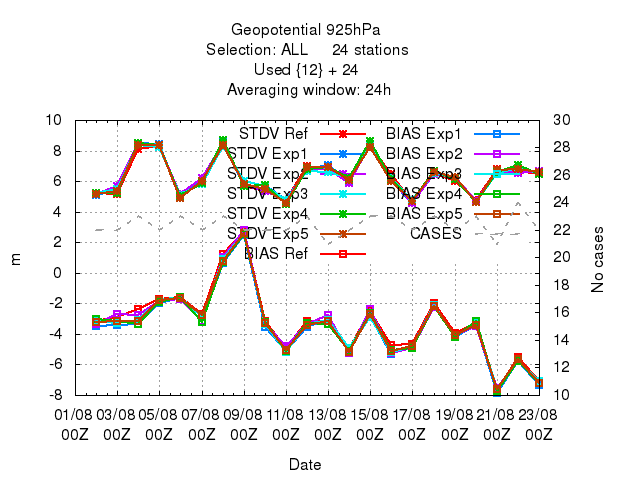 Geopotential 925hPa
Selection: ALL 24 stations
Used {12} + 24
Averaging window: 24h
10
8
6
4
2
0
-2
-4
-6
-8
m
30
28
26
24
22
20
18
16
14
12
10
No cases
STDV Ref
STDV Exp1
STDV Exp2
STDV Exp3
STDV Exp4
STDV Exp5
BIAS Ref
BIAS Exp1
BIAS Exp2
BIAS Exp3
BIAS Exp4
BIAS Exp5
CASES
01/08 03/08 05/08 07/08 09/08 11/08 13/08 15/08 17/08 19/08 21/08 23/08
00Z 00Z 00Z 00Z 00Z 00Z 00Z 00Z 00Z 00Z 00Z 00Z
Date